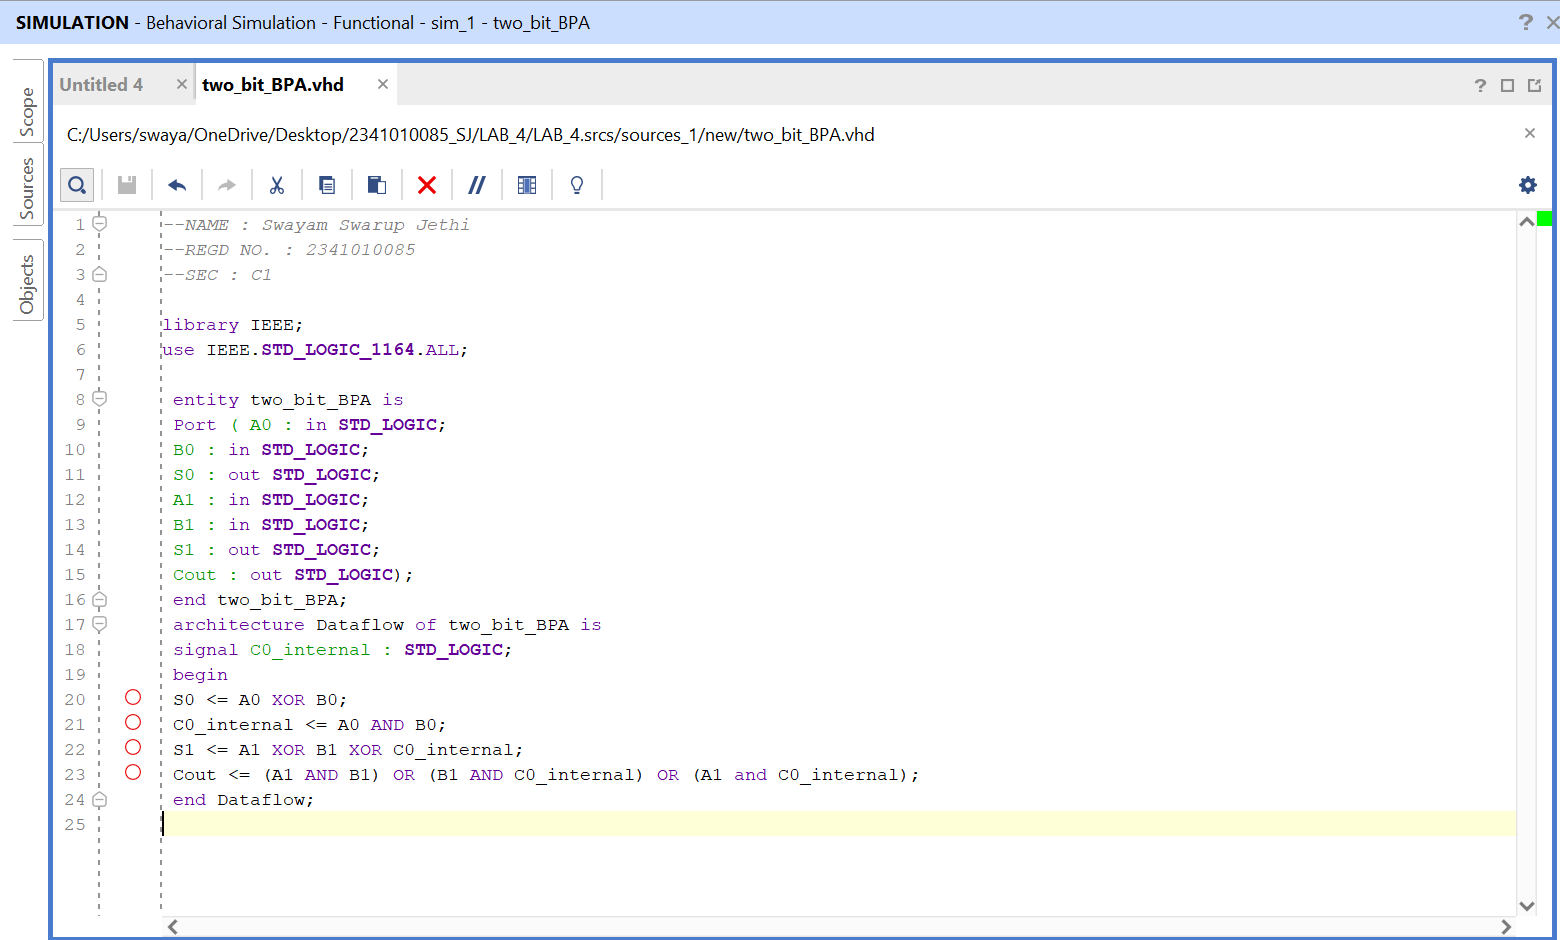 SIMULATION - Behavioral Simulation - Functional - sim_1 - two_bit_BPA
Scope
Sources
Objects
Untitled 4
two_bit_BPA.vhd
C:/Users/swaya/OneDrive/Desktop/2341010085_SJ/LAB_4/LAB_4.srcs/sources_1/new/two_bit_BPA.vhd
1 --NAME : Swayam Swarup Jethi
2 --REGD NO. : 2341010085
3 --SEC : C1
4
5 library IEEE;
6 use IEEE.STD_LOGIC_1164.ALL;
7
8 entity two_bit_BPA is
9 Port ( A0 : in STD_LOGIC;
10 B0 : in STD_LOGIC;
11 S0 : out STD_LOGIC;
12 A1 : in STD_LOGIC;
13 B1 : in STD_LOGIC;
14 S1 : out STD_LOGIC;
15 Cout : out STD_LOGIC);
16 end two_bit_BPA;
17 architecture Dataflow of two_bit_BPA is
18 signal C0_internal : STD_LOGIC;
19 begin
20 S0 <= A0 XOR B0;
21 C0_internal <= A0 AND B0;
22 S1 <= A1 XOR B1 XOR C0_internal;
23 Cout <= (A1 AND B1) OR (B1 AND C0_internal) OR (A1 and C0_internal);
24 end Dataflow;
25